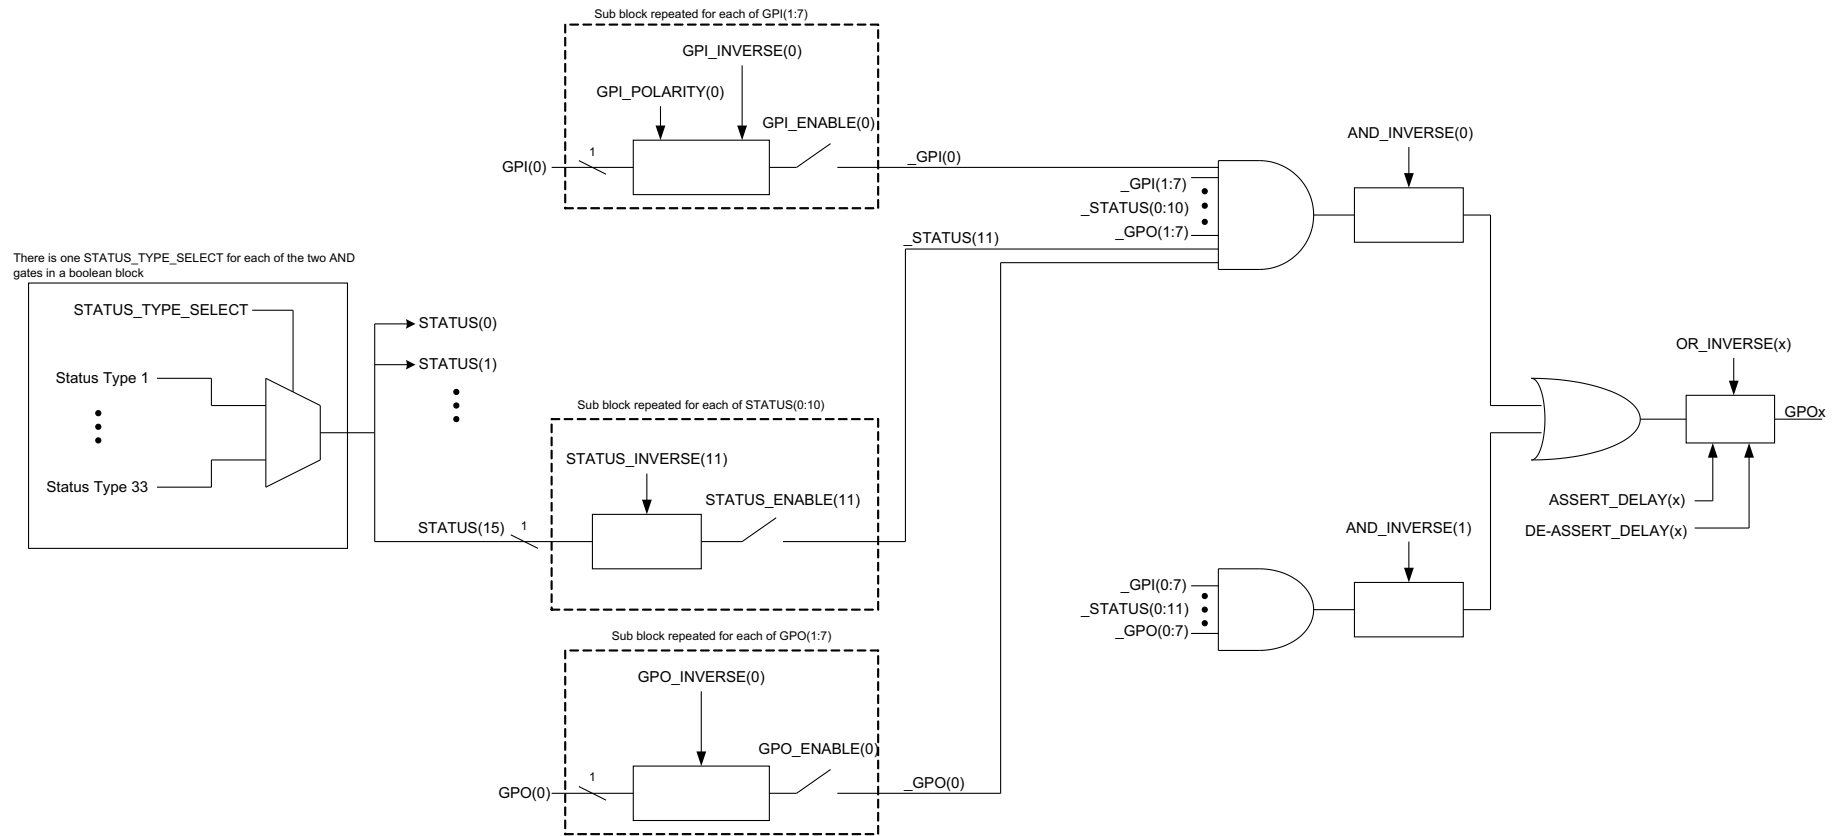 Sub block repeated for each of GPI(1:7)
GPI_INVERSE(0)
GPI_POLARITY(0)
GPI_ENABLE(0)
GPI(0)
1
_GPI(0)
_GPI(1:7)
_STATUS(0:10)
_GPO(1:7)
_STATUS(11)
AND_INVERSE(0)
There is one STATUS_TYPE_SELECT for each of the two AND
gates in a boolean block
STATUS_TYPE_SELECT
Status Type 1
Status Type 33
STATUS(0)
STATUS(1)
Sub block repeated for each of STATUS(0:10)
STATUS_INVERSE(11)
STATUS_ENABLE(11)
STATUS(15)
1
OR_INVERSE(x)
GPOx
ASSERT_DELAY(x)
DE-ASSERT_DELAY(x)
AND_INVERSE(1)
_GPI(0:7)
_STATUS(0:11)
_GPO(0:7)
Sub block repeated for each of GPO(1:7)
GPO_INVERSE(0)
GPO_ENABLE(0)
GPO(0)
1
_GPO(0)